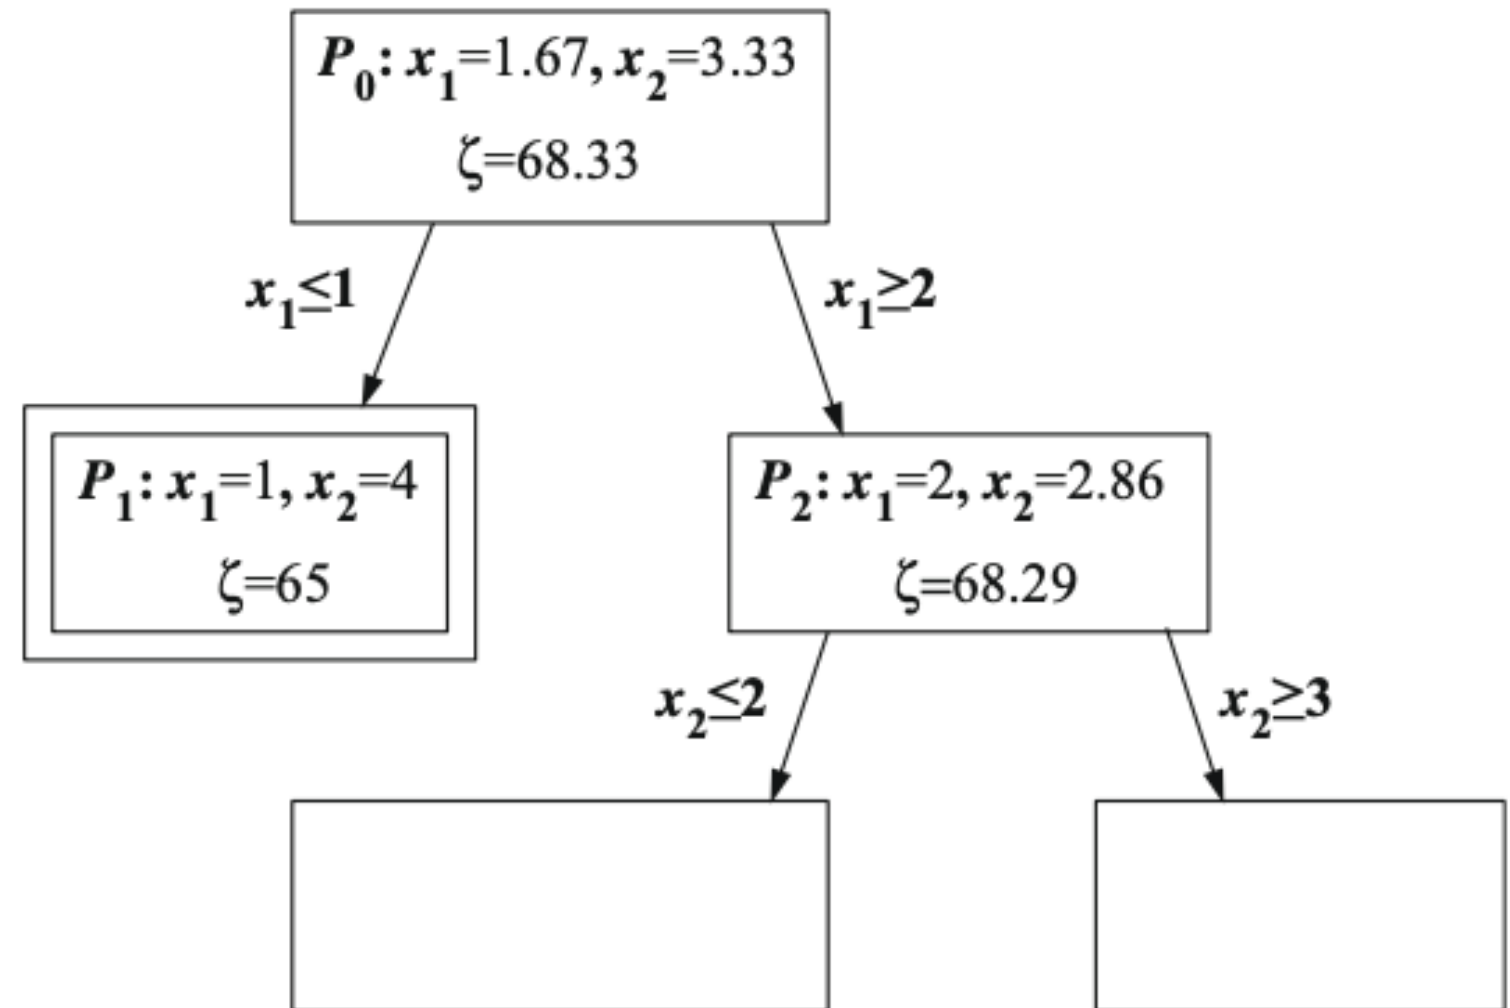 P₀: x₁=1.67, x₂=3.33
ζ=68.33
x₁≤1
x₁≥2
P₁: x₁=1, x₂=4
ζ=65
P₂: x₁=2, x₂=2.86
ζ=68.29
x₂≤2
x₂≥3